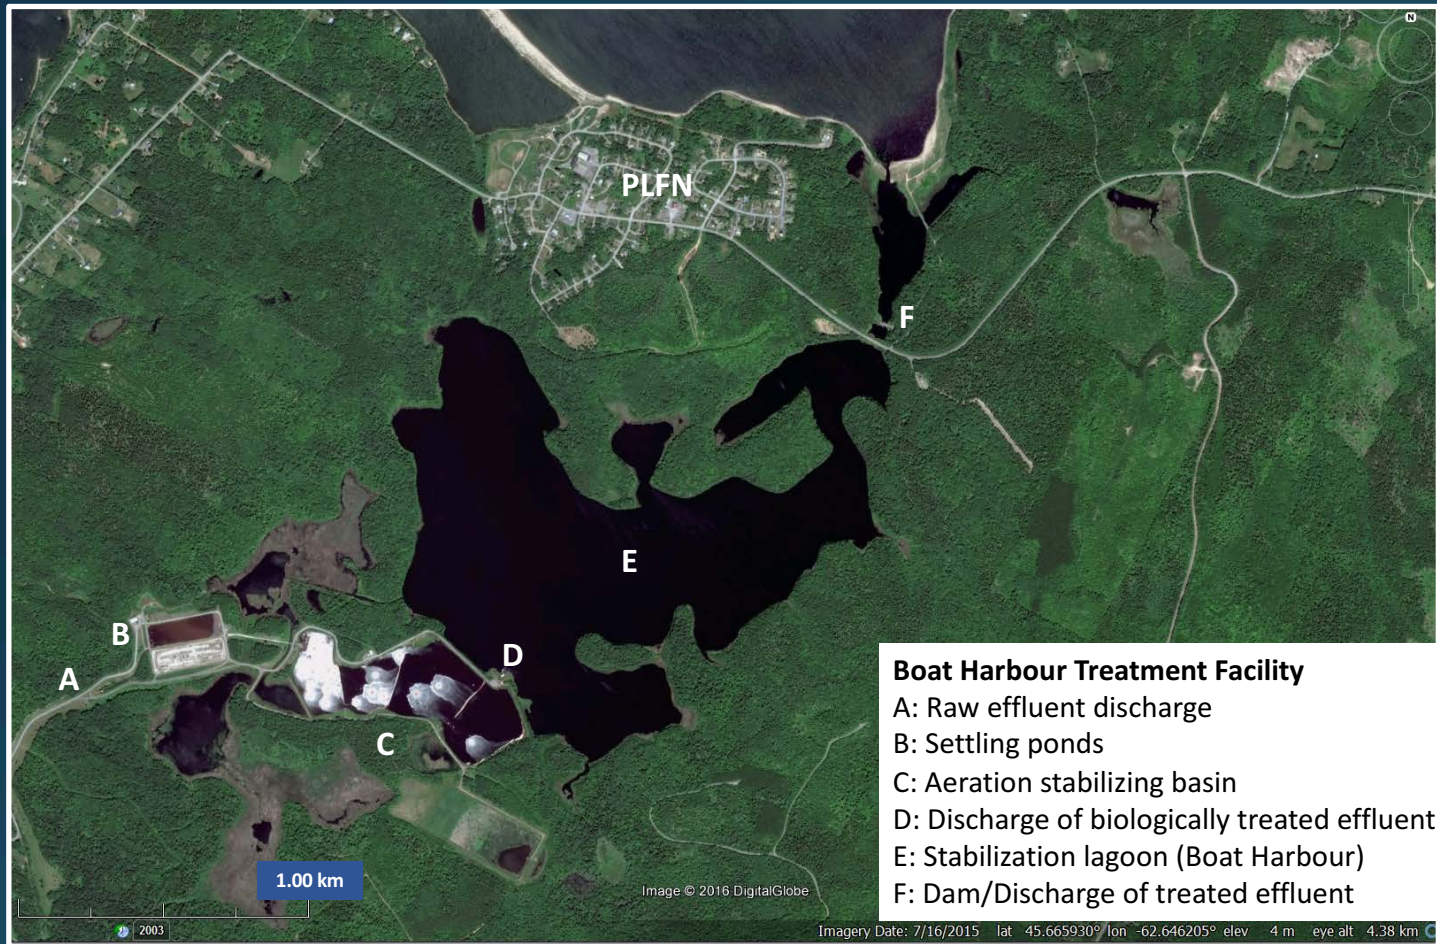 N
PLFN
F
E
B
D
A
C
Boat Harbour Treatment Facility
A: Raw effluent discharge
B: Settling ponds
C: Aeration stabilizing basin
D: Discharge of biologically treated effluent
E: Stabilization lagoon (Boat Harbour)
F: Dam/Discharge of treated effluent
1.00 km
Image © 2016 DigitalGlobe
2003
Imagery Date: 7/16/2015 lat 45.665930° lon -62.646205° elev 4 m eye alt 4.38 km